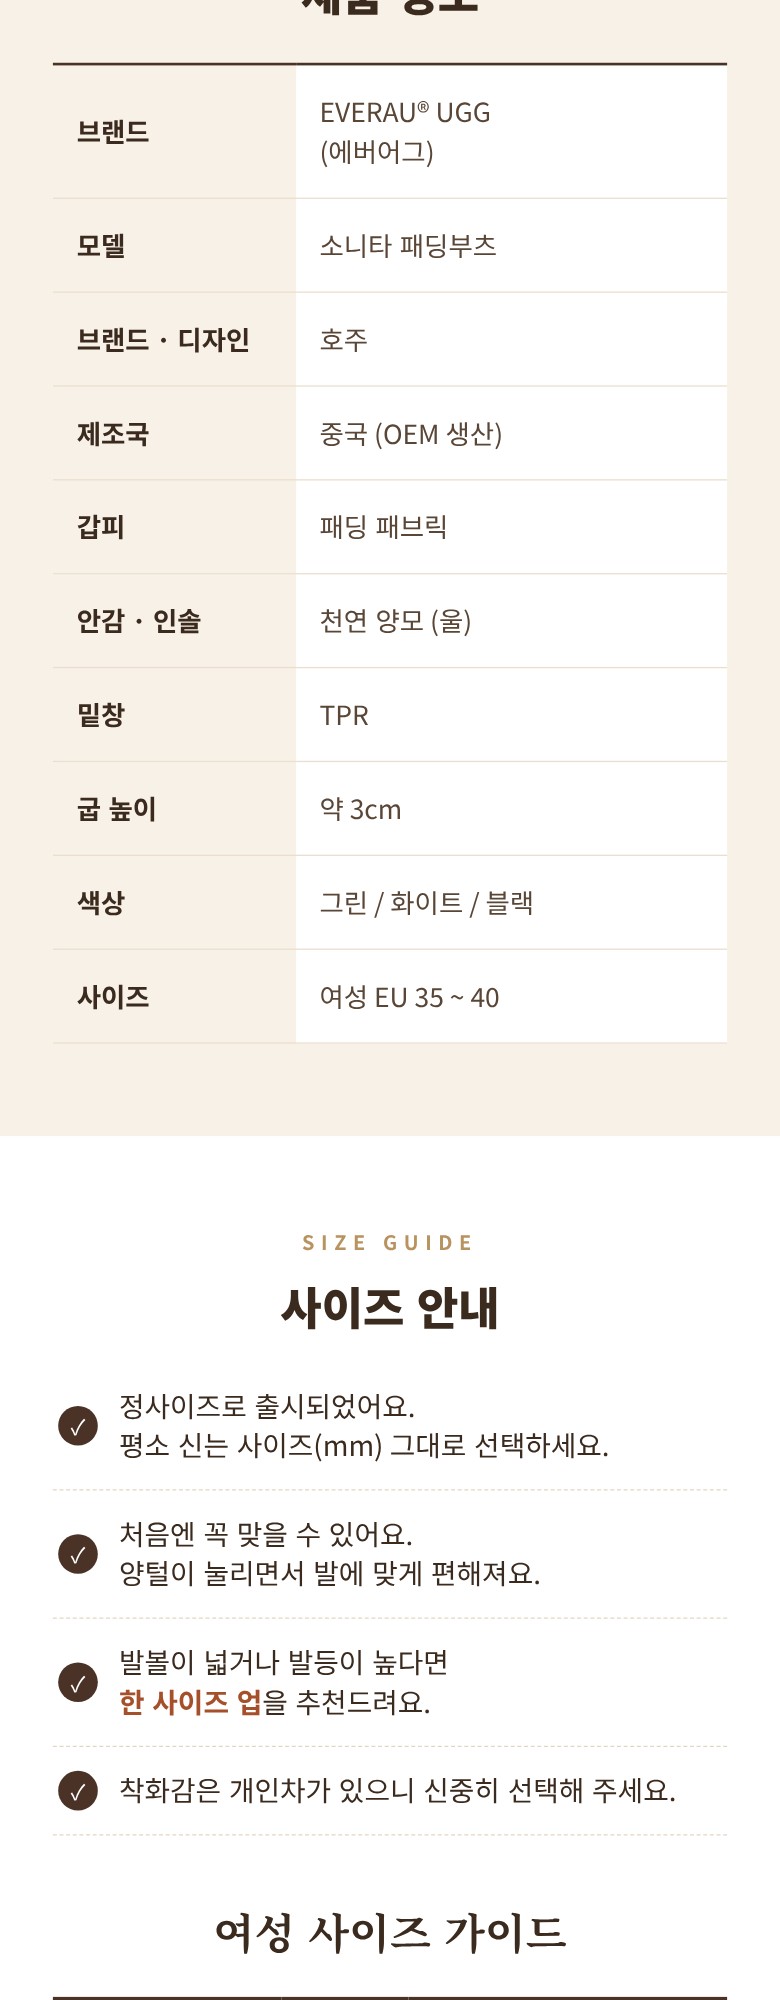 제품 정보
브랜드
EVERAU® UGG
(에버어그)
모델
소니타 패딩부츠
브랜드 · 디자인
호주
제조국
중국 (OEM 생산)
갑피
패딩 패브릭
안감 · 인솔
천연 양모 (울)
밑창
TPR
굽 높이
약 3cm
색상
그린 / 화이트 / 블랙
사이즈
여성 EU 35 ~ 40
SIZE GUIDE
사이즈 안내
정사이즈로 출시되었어요.
평소 신는 사이즈(mm) 그대로 선택하세요.
처음엔 꼭 맞을 수 있어요.
양털이 눌리면서 발에 맞게 편해져요.
발볼이 넓거나 발등이 높다면
한 사이즈 업을 추천드려요.
착화감은 개인차가 있으니 신중히 선택해 주세요.
여성 사이즈 가이드